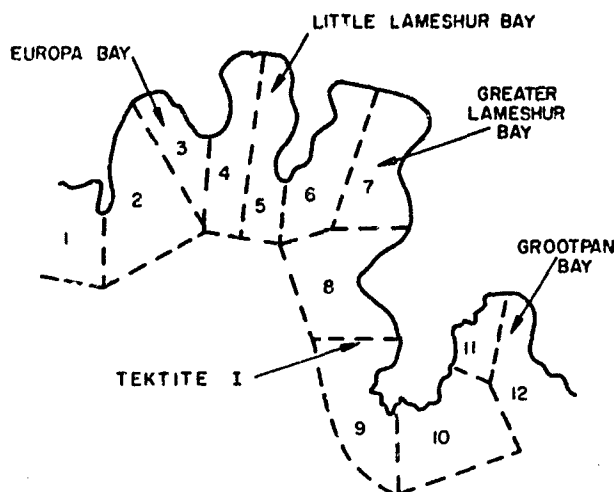 LITTLE LAMESHUR BAY
EUROPA BAY
GREATER
LAMESHUR
BAY
3
2
4
5
6
7
1
GROOTPAN
BAY
8
11
TEKTITE I
12
9
10